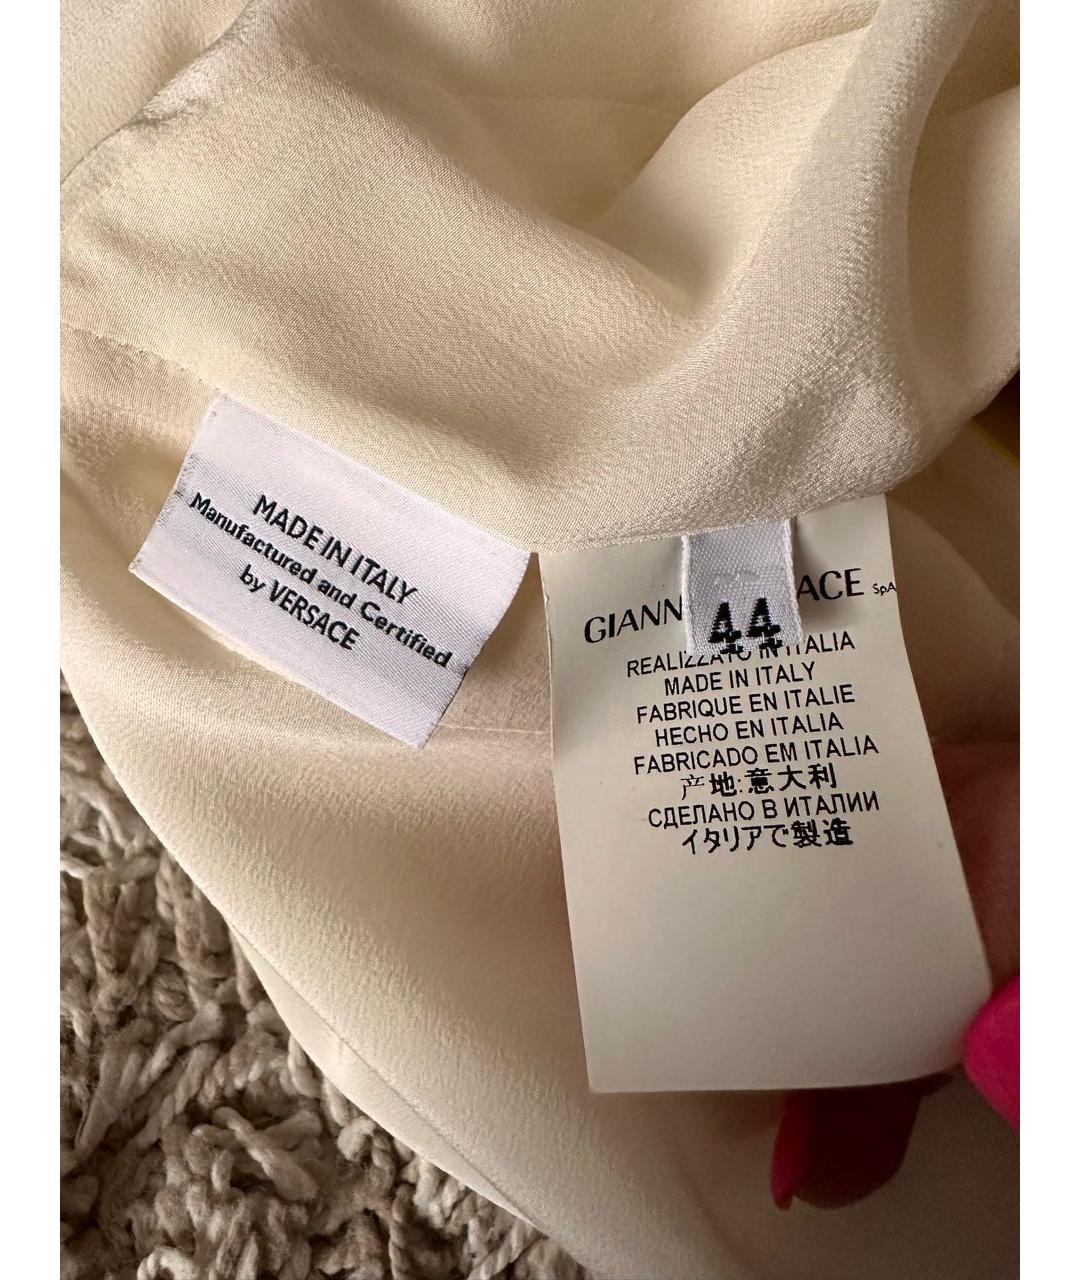 MADE IN ITALY
Manufactured and Certified
by VERSACE
44
GIANN ACE SpA
REALIZZATO IN ITALIA
MADE IN ITALY
FABRIQUE EN ITALIE
HECHO EN ITALIA
FABRICADO EM ITALIA
产地:意大利
СДЕЛАНО В ИТАЛИИ
イタリアで製造